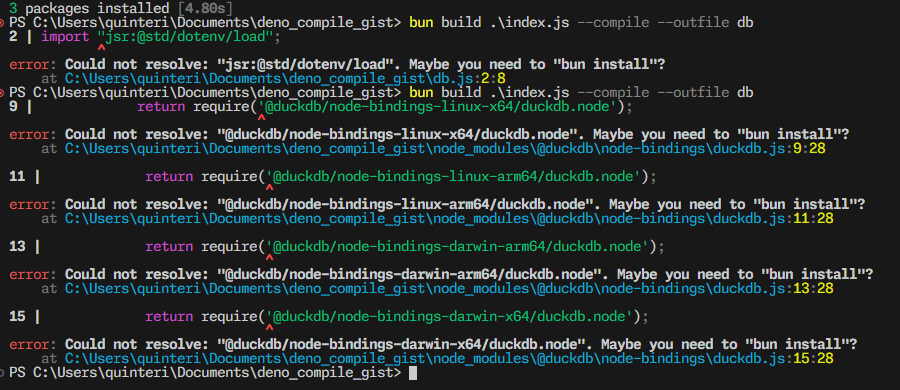 3 packages installed [4.80s]
PS C:\Users\quinteri\Documents\deno_compile_gist> bun build .\index.js --compile --outfile db
2 | import "jsr:@std/dotenv/load";
^
error: Could not resolve: "jsr:@std/dotenv/load". Maybe you need to "bun install"?
at C:\Users\quinteri\Documents\deno_compile_gist\db.js:2:8
PS C:\Users\quinteri\Documents\deno_compile_gist> bun build .\index.js --compile --outfile db
9 | return require('@duckdb/node-bindings-linux-x64/duckdb.node');
^
error: Could not resolve: "@duckdb/node-bindings-linux-x64/duckdb.node". Maybe you need to "bun install"?
at C:\Users\quinteri\Documents\deno_compile_gist\node_modules\@duckdb\node-bindings\duckdb.js:9:28
11 | return require('@duckdb/node-bindings-linux-arm64/duckdb.node');
^
error: Could not resolve: "@duckdb/node-bindings-linux-arm64/duckdb.node". Maybe you need to "bun install"?
at C:\Users\quinteri\Documents\deno_compile_gist\node_modules\@duckdb\node-bindings\duckdb.js:11:28
13 | return require('@duckdb/node-bindings-darwin-arm64/duckdb.node');
^
error: Could not resolve: "@duckdb/node-bindings-darwin-arm64/duckdb.node". Maybe you need to "bun install"?
at C:\Users\quinteri\Documents\deno_compile_gist\node_modules\@duckdb\node-bindings\duckdb.js:13:28
15 | return require('@duckdb/node-bindings-darwin-x64/duckdb.node');
^
error: Could not resolve: "@duckdb/node-bindings-darwin-x64/duckdb.node". Maybe you need to "bun install"?
at C:\Users\quinteri\Documents\deno_compile_gist\node_modules\@duckdb\node-bindings\duckdb.js:15:28
PS C:\Users\quinteri\Documents\deno_compile_gist>